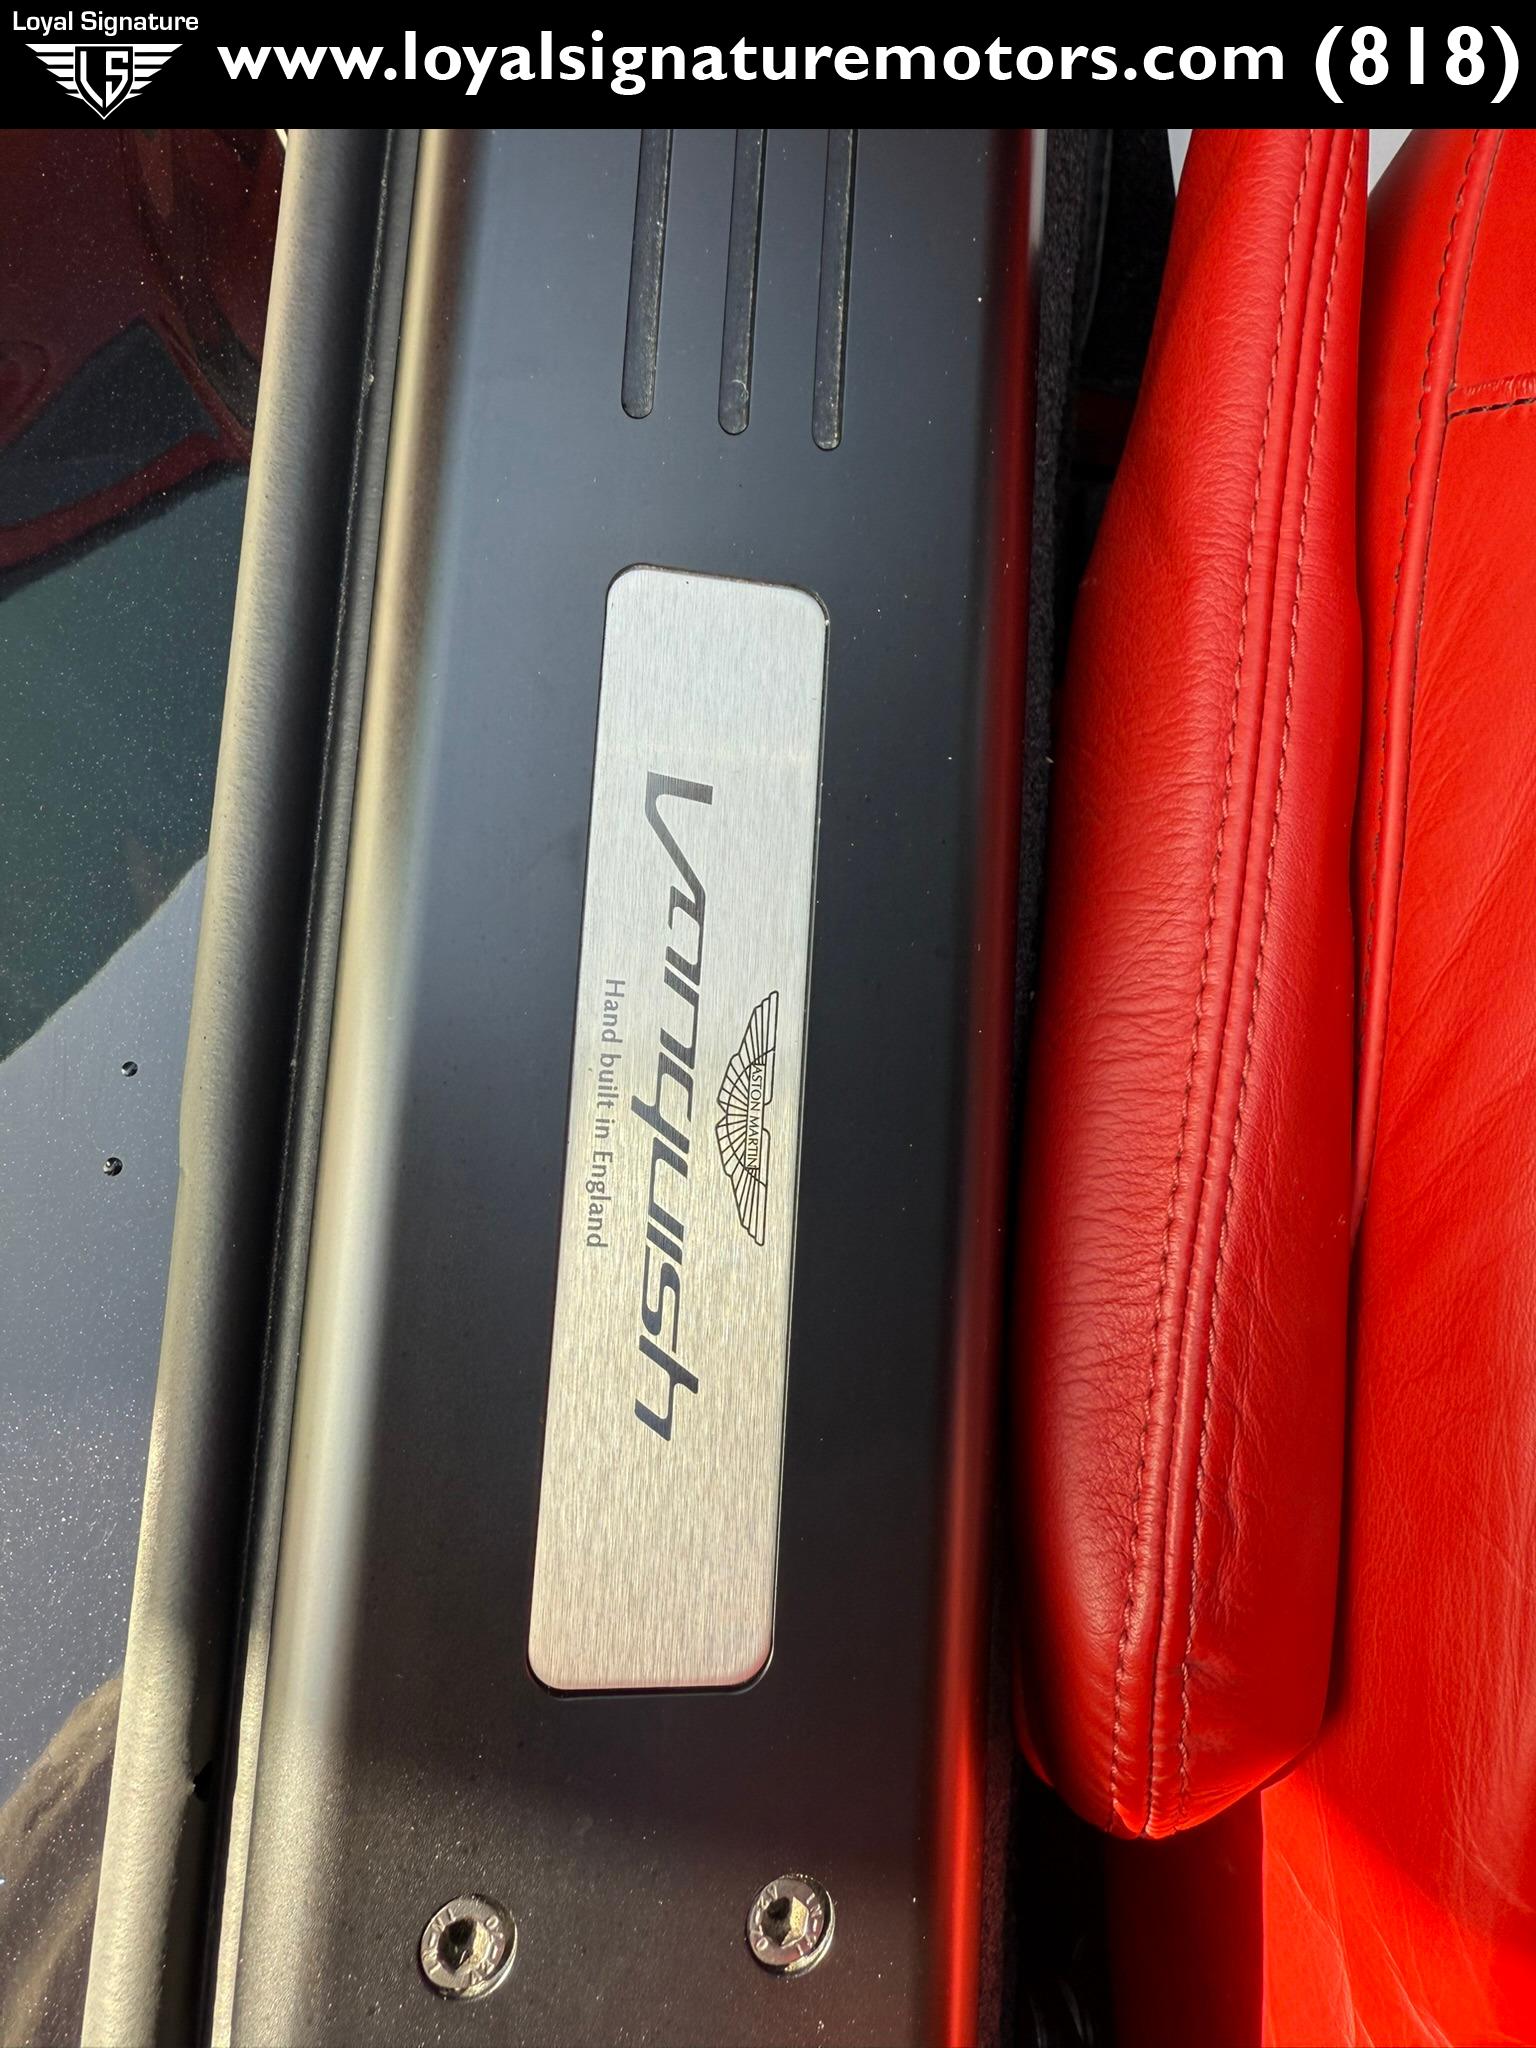 Loyal Signature
LS
www.loyalsignaturemotors.com (818)
ASTON MARTIN
Vanquish
Hand built in England